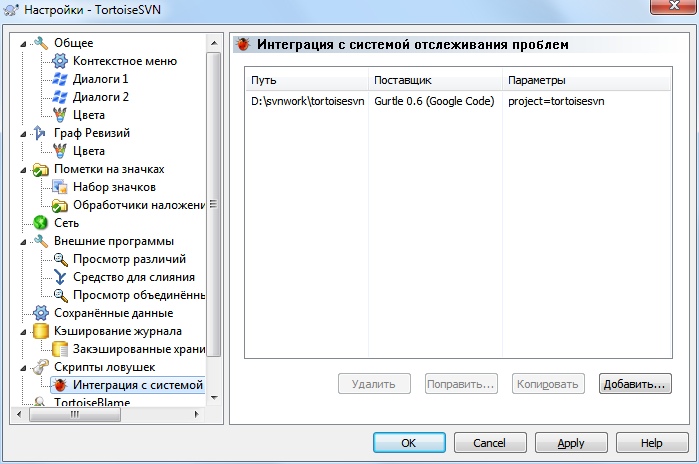 Настройки - TortoiseSVN
Общее
Контекстное меню
Диалоги 1
Диалоги 2
Цвета
Граф Ревизий
Цвета
Пометки на значках
Набор значков
Обработчики наложени
Сеть
Внешние программы
Просмотр различий
Средство для слияния
Просмотр объединённы
Сохранённые данные
Кэширование журнала
Закэшированные храни
Скрипты ловушек
Интеграция с системой
TortoiseBlame
Интеграция с системой отслеживания проблем
Путь Поставщик Параметры
D:\svnwork\tortoisesvn Gurtle 0.6 (Google Code) project=tortoisesvn
Удалить Поправить... Копировать Добавить...
OK Cancel Apply Help